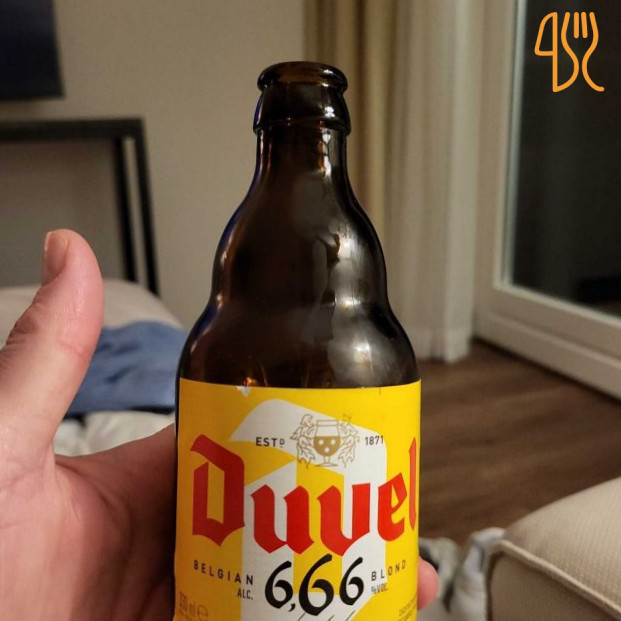 ESTD 1871
Duvel
BELGIAN BLOND
ALC. 6,66 %VOL.